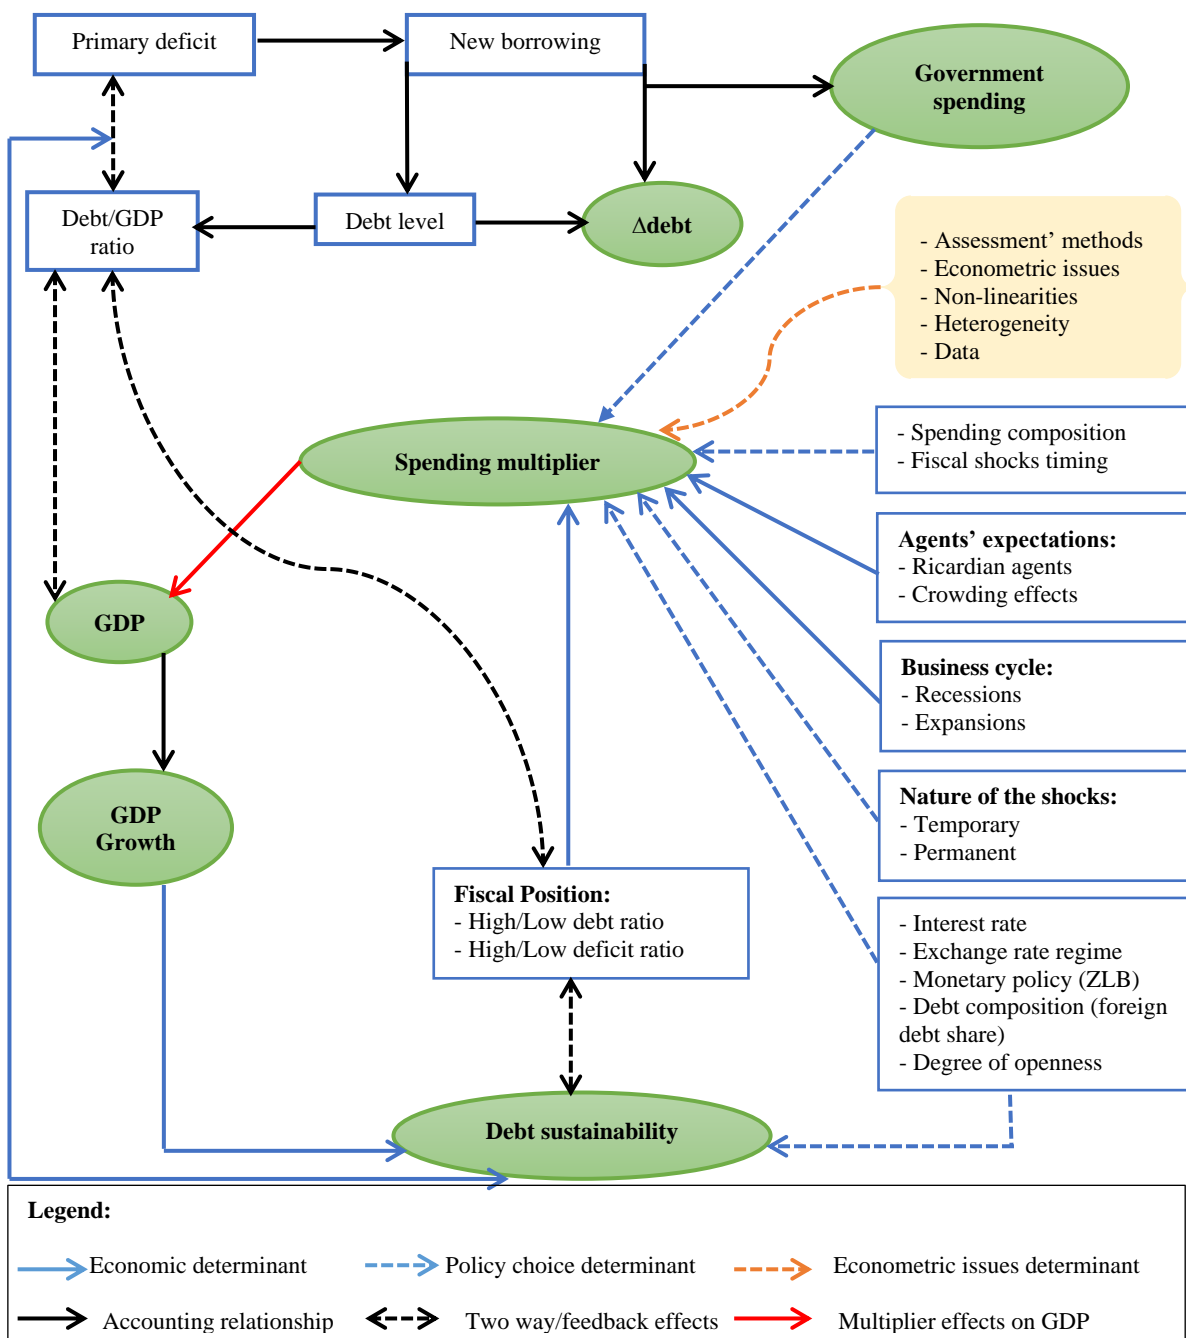 Primary deficit
New borrowing
Government
spending
Debt/GDP
ratio
Debt level
Δdebt
- Assessment’ methods
- Econometric issues
- Non-linearities
- Heterogeneity
- Data
- Spending composition
- Fiscal shocks timing
Spending multiplier
Agents’ expectations:
- Ricardian agents
- Crowding effects
GDP
Business cycle:
- Recessions
- Expansions
GDP
Growth
Nature of the shocks:
- Temporary
- Permanent
Fiscal Position:
- High/Low debt ratio
- High/Low deficit ratio
- Interest rate
- Exchange rate regime
- Monetary policy (ZLB)
- Debt composition (foreign
debt share)
- Degree of openness
Debt sustainability
Legend:
Economic determinant
Policy choice determinant
Econometric issues determinant
Accounting relationship
Two way/feedback effects
Multiplier effects on GDP